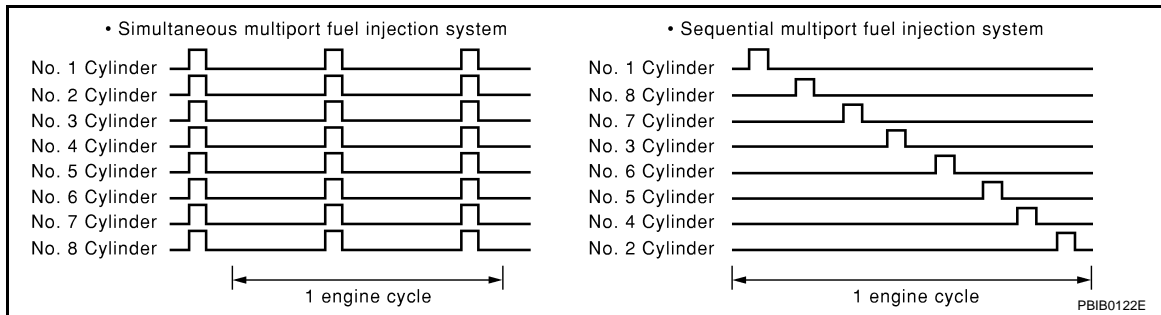 • Simultaneous multiport fuel injection system
No. 1 Cylinder
No. 2 Cylinder
No. 3 Cylinder
No. 4 Cylinder
No. 5 Cylinder
No. 6 Cylinder
No. 7 Cylinder
No. 8 Cylinder
1 engine cycle
• Sequential multiport fuel injection system
No. 1 Cylinder
No. 8 Cylinder
No. 7 Cylinder
No. 3 Cylinder
No. 6 Cylinder
No. 5 Cylinder
No. 4 Cylinder
No. 2 Cylinder
1 engine cycle
PBIB0122E